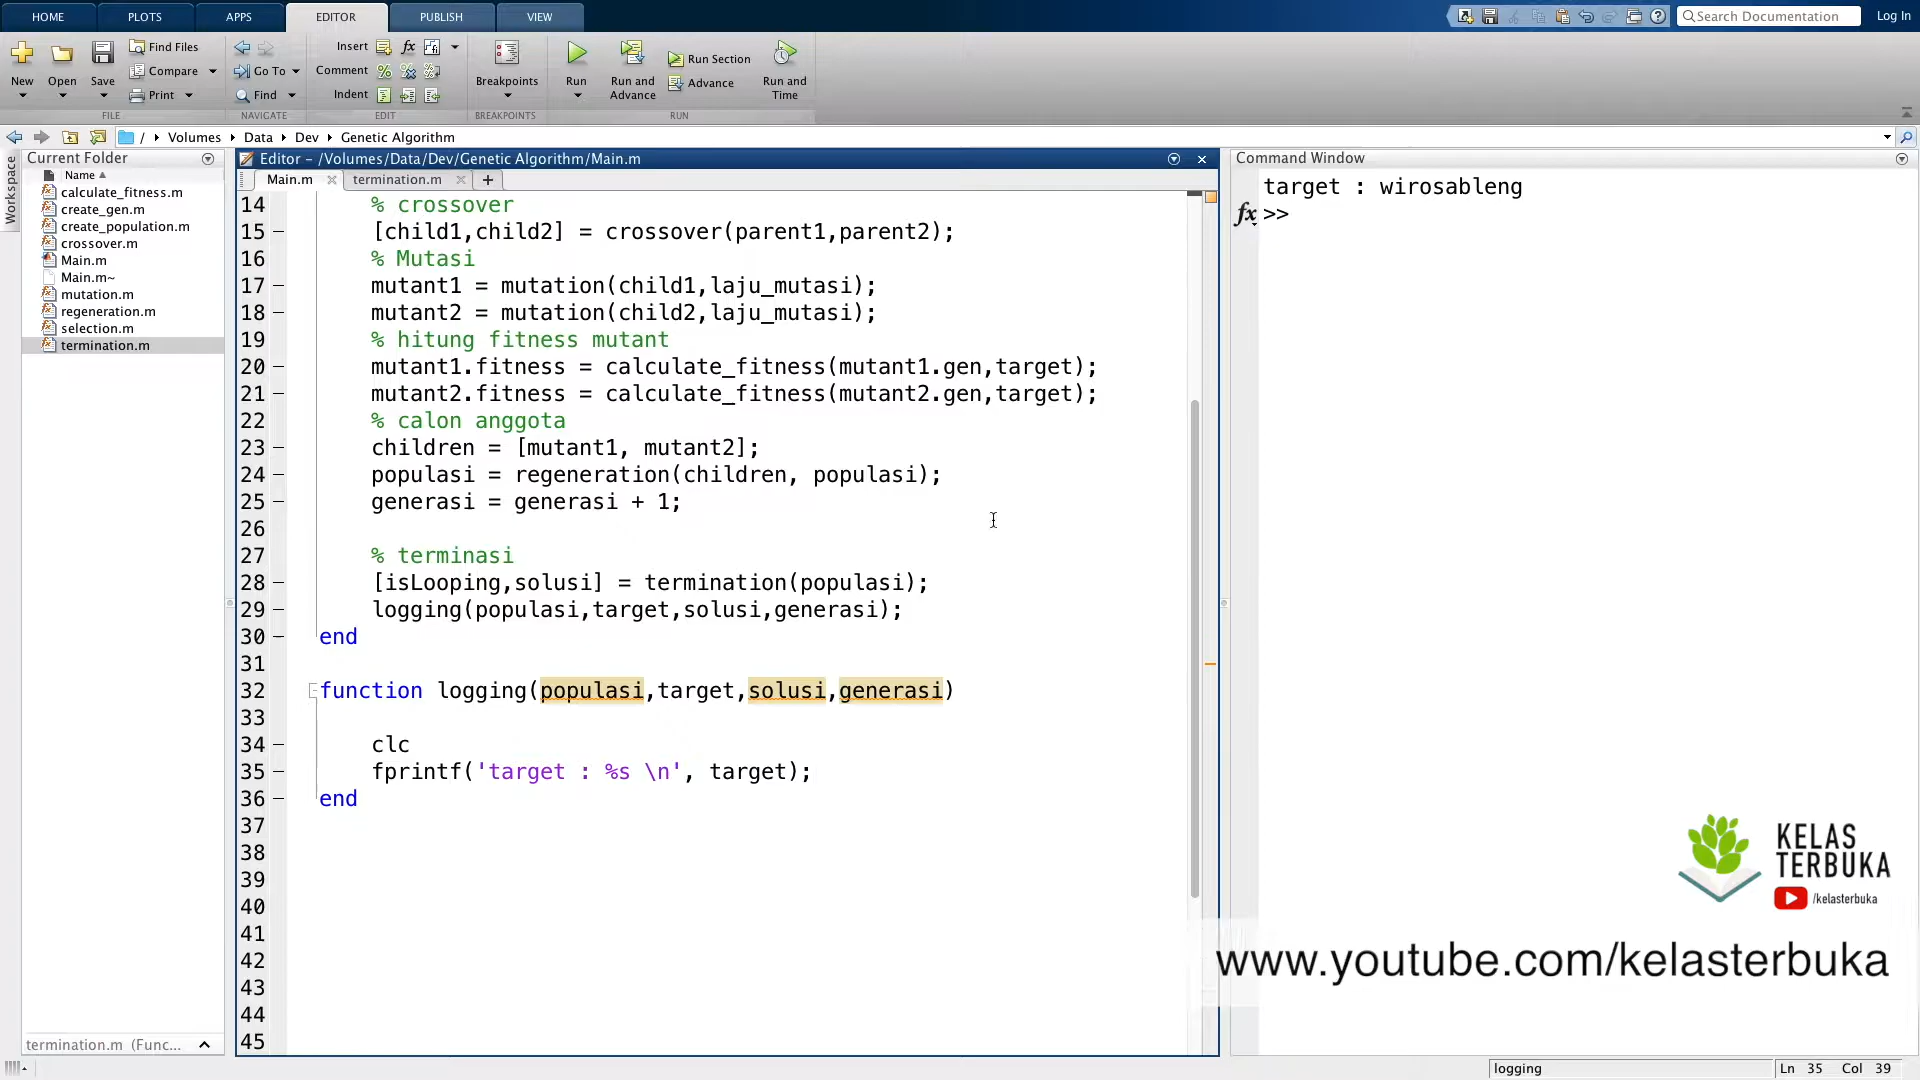 HOME PLOTS APPS EDITOR PUBLISH VIEW Search Documentation Log In
New Open Save Find Files Compare Print Go To Find Insert Comment Indent Breakpoints Run Run and Advance Run Section Advance Run and Time
FILE NAVIGATE EDIT BREAKPOINTS RUN
/ Volumes Data Dev Genetic Algorithm
Workspace
Current Folder
Name
calculate_fitness.m
create_gen.m
create_population.m
crossover.m
Main.m
Main.m~
mutation.m
regeneration.m
selection.m
termination.m
termination.m (Func...
Editor – /Volumes/Data/Dev/Genetic Algorithm/Main.m
Main.m termination.m
14 % crossover
15 – [child1,child2] = crossover(parent1,parent2);
16 % Mutasi
17 – mutant1 = mutation(child1,laju_mutasi);
18 – mutant2 = mutation(child2,laju_mutasi);
19 % hitung fitness mutant
20 – mutant1.fitness = calculate_fitness(mutant1.gen,target);
21 – mutant2.fitness = calculate_fitness(mutant2.gen,target);
22 % calon anggota
23 – children = [mutant1, mutant2];
24 – populasi = regeneration(children, populasi);
25 – generasi = generasi + 1;
26
27 % terminasi
28 – [isLooping,solusi] = termination(populasi);
29 – logging(populasi,target,solusi,generasi);
30 – end
31
32 function logging(populasi,target,solusi,generasi)
33
34 – clc
35 – fprintf('target : %s \n', target);
36 – end
37
38
39
40
41
42
43
44
45
Command Window
target : wirosableng
fx >>
KELAS
TERBUKA
/kelasterbuka
www.youtube.com/kelasterbuka
logging Ln 35 Col 39